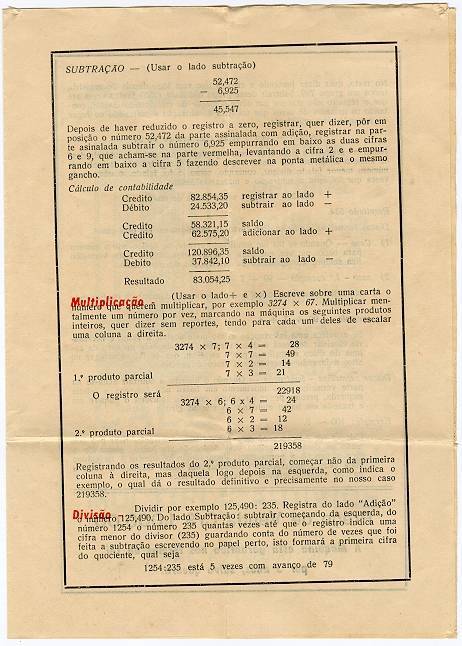 SUBTRAÇÃO — (Usar o lado subtração)
52,472
— 6,925
45,547
Depois de haver reduzido o registro a zero, registrar, quer dizer, pôr em
posição o número 52,472 da parte assinalada com adição, registrar na par-
te asinalada subtrair o número 6,925 empurrando em baixo as duas cifras
6 e 9, que acham-se na parte vermelha, levantando a cifra 2 e e empur-
rando em baixo a cifra 5 fazendo descrever na ponta metálica o mesmo
gancho.
Cálculo de contabilidade
Credito 82.854,35 registrar ao lado +
Débito 24.533,20 subtrair ao lado —
Credito 58.321,15 saldo
Credito 62.575,20 adicionar ao lado +
Credito 120.896,35 saldo
Debito 37.842,10 subtrair ao lado —
Resultado 83.054,25
Multiplicação (Usar o lado + e ×) Escreve sobre uma carta o
número que querem multiplicar, por exemplo 3274 × 67. Multiplicar men-
talmente um número por vez, marcando na máquina os seguintes produtos
inteiros, quer dizer sem reportes, tendo para cada um deles de escalar
uma coluna a direita.
3274 × 7; 7 × 4 = 28
7 × 7 = 49
7 × 2 = 14
1.º produto parcial 7 × 3 = 21
O registro será 22918
3274 × 6; 6 x 4 = 24
6 × 7 = 42
6 × 2 = 12
2.º produto parcial 6 × 3 = 18
219358
Registrando os resultados do 2.º produto parcial, começar não da primeira
coluna à direita, mas daquela logo depois na esquerda, como indica o
exemplo, o qual dá o resultado definitivo e precisamente no nosso caso
219358.
Divisão - Dividir por exemplo 125,490: 235. Registra do lado "Adição"
o número 125,490. Do lado Subtração: subtrair começando da esquerda, do
número 1254 o número 235 quantas vezes até que o registro indica uma
cifra menor do divisor (235) guardando conta do número de vezes que foi
feita a subtração escrevendo no papel perto, isto formará a primeira cifra
do quociente, qual seja
1254:235 está 5 vezes com avanço de 79